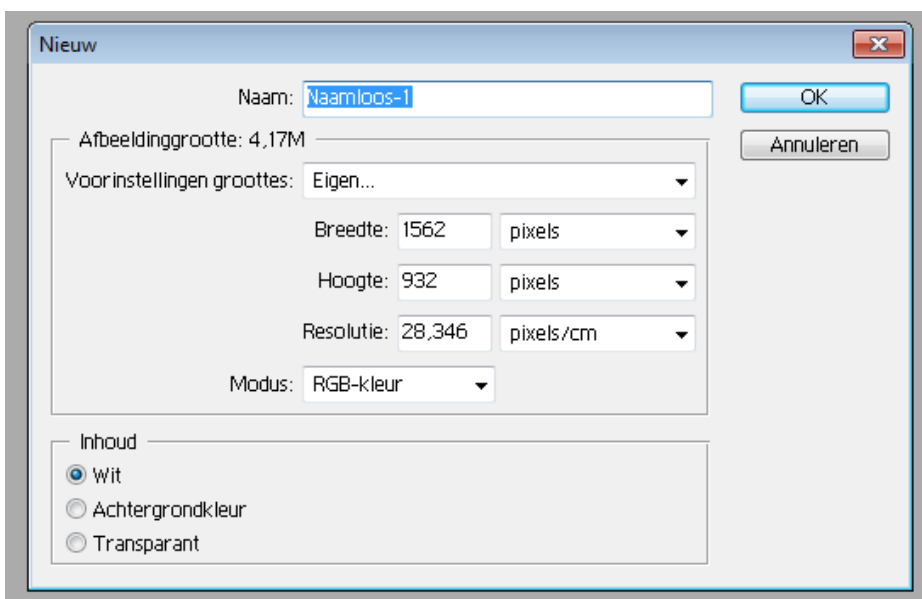 Nieuw
Naam: Naamloos-1
OK
Afbeeldinggrootte: 4,17M
Annuleren
Voorinstellingen groottes: Eigen...
Breedte: 1562 pixels
Hoogte: 932 pixels
Resolutie: 28,346 pixels/cm
Modus: RGB-kleur
Inhoud
Wit
Achtergrondkleur
Transparant